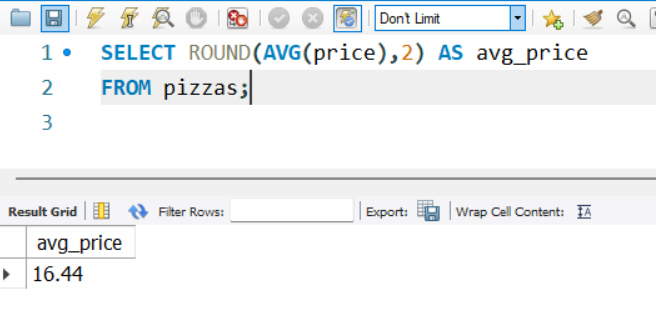 Don't Limit
1 SELECT ROUND(AVG(price),2) AS avg_price
2 FROM pizzas;
3
Result Grid Filter Rows: Export: Wrap Cell Content:
avg_price
16.44